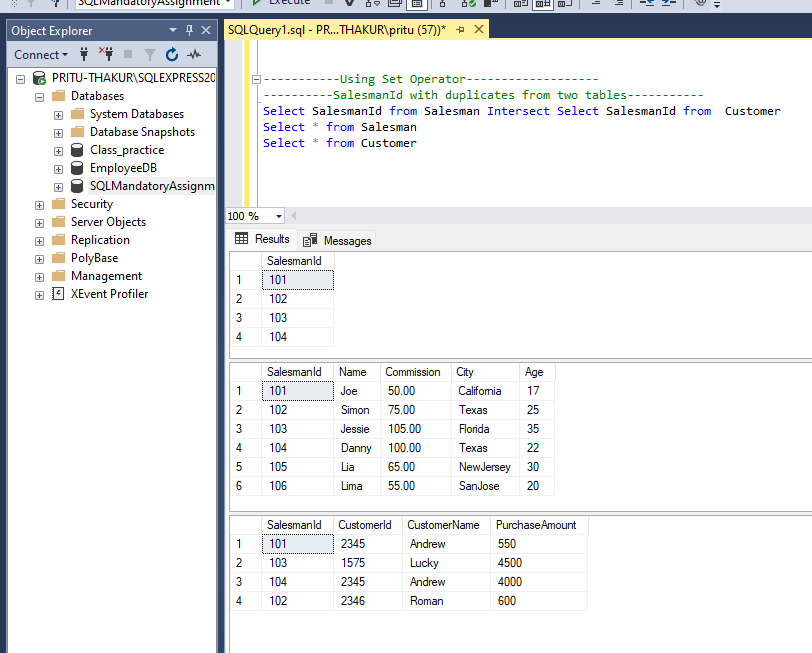 SQLMandatoryAssignment
Execute
Object Explorer
SQLQuery1.sql - PR...THAKUR\pritu (57))*
Connect
PRITU-THAKUR\SQLEXPRESS20
Databases
System Databases
Database Snapshots
Class_practice
EmployeeDB
SQLMandatoryAssignm
Security
Server Objects
Replication
PolyBase
Management
XEvent Profiler
-----------Using Set Operator-------------------
----------SalesmanId with duplicates from two tables-----------
Select SalesmanId from Salesman Intersect Select SalesmanId from  Customer
Select * from Salesman
Select * from Customer
100 %
Results Messages
SalesmanId
1 101
2 102
3 103
4 104
SalesmanId Name Commission City Age
1 101 Joe 50.00 California 17
2 102 Simon 75.00 Texas 25
3 103 Jessie 105.00 Florida 35
4 104 Danny 100.00 Texas 22
5 105 Lia 65.00 NewJersey 30
6 106 Lima 55.00 SanJose 20
SalesmanId CustomerId CustomerName PurchaseAmount
1 101 2345 Andrew 550
2 103 1575 Lucky 4500
3 104 2345 Andrew 4000
4 102 2346 Roman 600